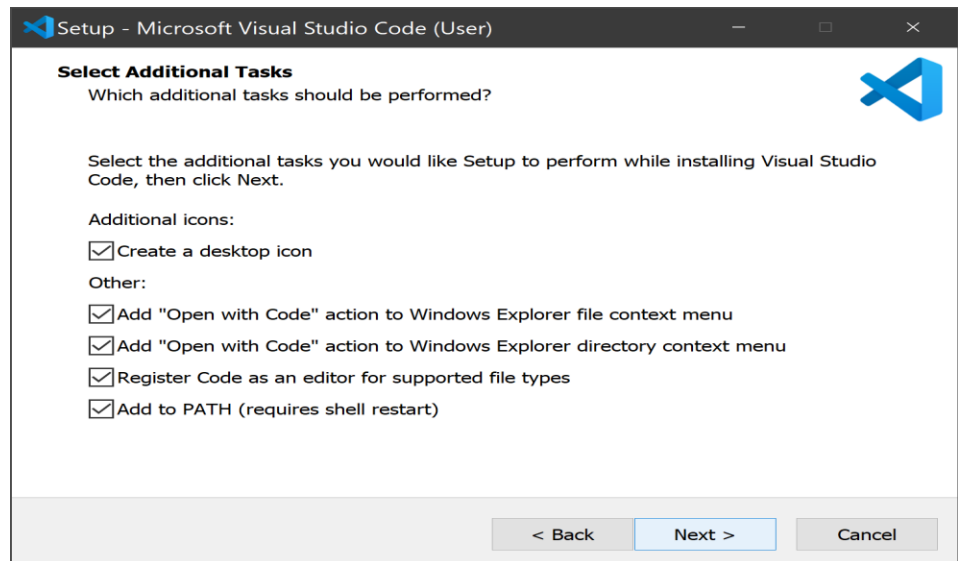 Setup - Microsoft Visual Studio Code (User)
Select Additional Tasks
Which additional tasks should be performed?
Select the additional tasks you would like Setup to perform while installing Visual Studio
Code, then click Next.
Additional icons:
Create a desktop icon
Other:
Add "Open with Code" action to Windows Explorer file context menu
Add "Open with Code" action to Windows Explorer directory context menu
Register Code as an editor for supported file types
Add to PATH (requires shell restart)
< Back Next > Cancel